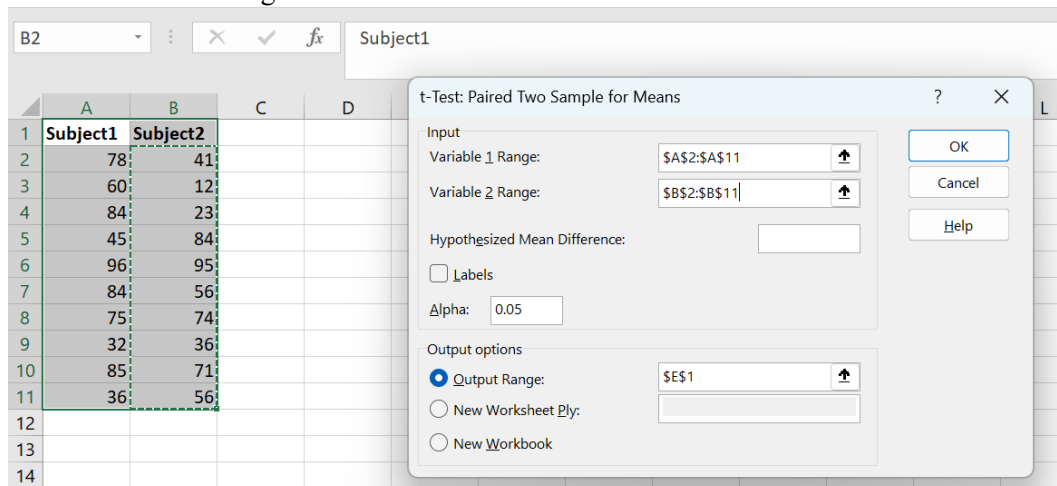 B2 fx Subject1
A B C D L
1 Subject1 Subject2
2 78 41
3 60 12
4 84 23
5 45 84
6 96 95
7 84 56
8 75 74
9 32 36
10 85 71
11 36 56
12
13
14
t-Test: Paired Two Sample for Means ? X
Input
Variable 1 Range: $A$2:$A$11
Variable 2 Range: $B$2:$B$11
Hypothesized Mean Difference:
Labels
Alpha: 0.05
Output options
Output Range: $E$1
New Worksheet Ply:
New Workbook
OK
Cancel
Help